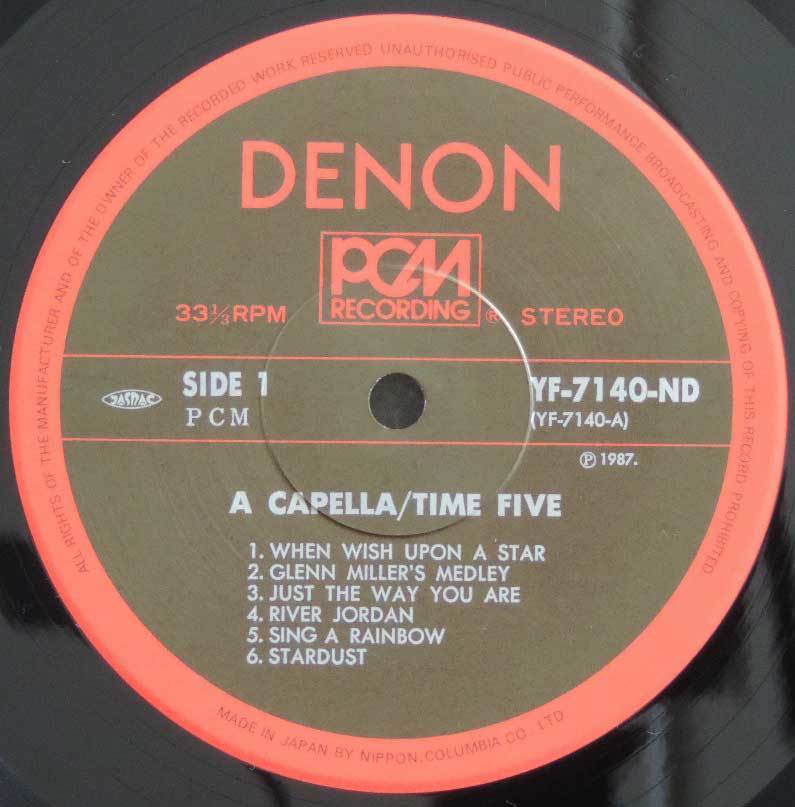 ALL RIGHTS OF THE MANUFACTURER AND OF THE OWNER OF THE RECORDED WORK RESERVED UNAUTHORISED PUBLIC PERFORMANCE BROADCASTING AND COPYING OF THIS RECORD PROHIBITED
DENON
PCM
RECORDING ®
33⅓RPM STEREO
JASRAC SIDE 1 YF-7140-ND
PCM (YF-7140-A)
℗ 1987.
A CAPELLA/TIME FIVE
1. WHEN WISH UPON A STAR
2. GLENN MILLER'S MEDLEY
3. JUST THE WAY YOU ARE
4. RIVER JORDAN
5. SING A RAINBOW
6. STARDUST
MADE IN JAPAN BY NIPPON COLUMBIA CO. LTD